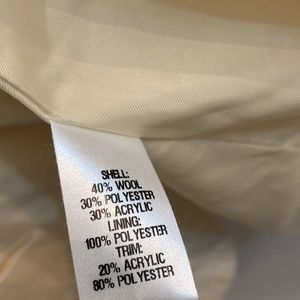 SHELL:
40% WOOL
30% POLYESTER
30% ACRYLIC
LINING:
100% POLYESTER
TRIM:
20% ACRYLIC
80% POLYESTER